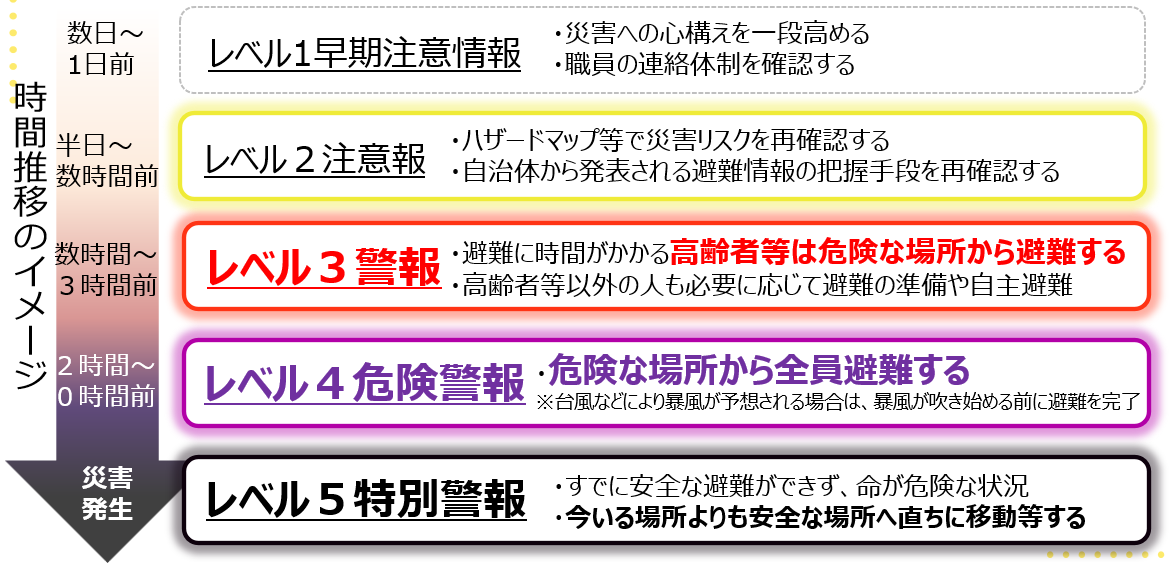 時間推移のイメージ
数日～
1日前
レベル1早期注意情報
・災害への心構えを一段高める
・職員の連絡体制を確認する
半日～
数時間前
レベル２注意報
・ハザードマップ等で災害リスクを再確認する
・自治体から発表される避難情報の把握手段を再確認する
数時間～
３時間前
レベル３警報
・避難に時間がかかる高齢者等は危険な場所から避難する
・高齢者等以外の人も必要に応じて避難の準備や自主避難
２時間～
０時間前
レベル４危険警報
・危険な場所から全員避難する
※台風などにより暴風が予想される場合は、暴風が吹き始める前に避難を完了
災害
発生
レベル５特別警報
・すでに安全な避難ができず、命が危険な状況
・今いる場所よりも安全な場所へ直ちに移動等する